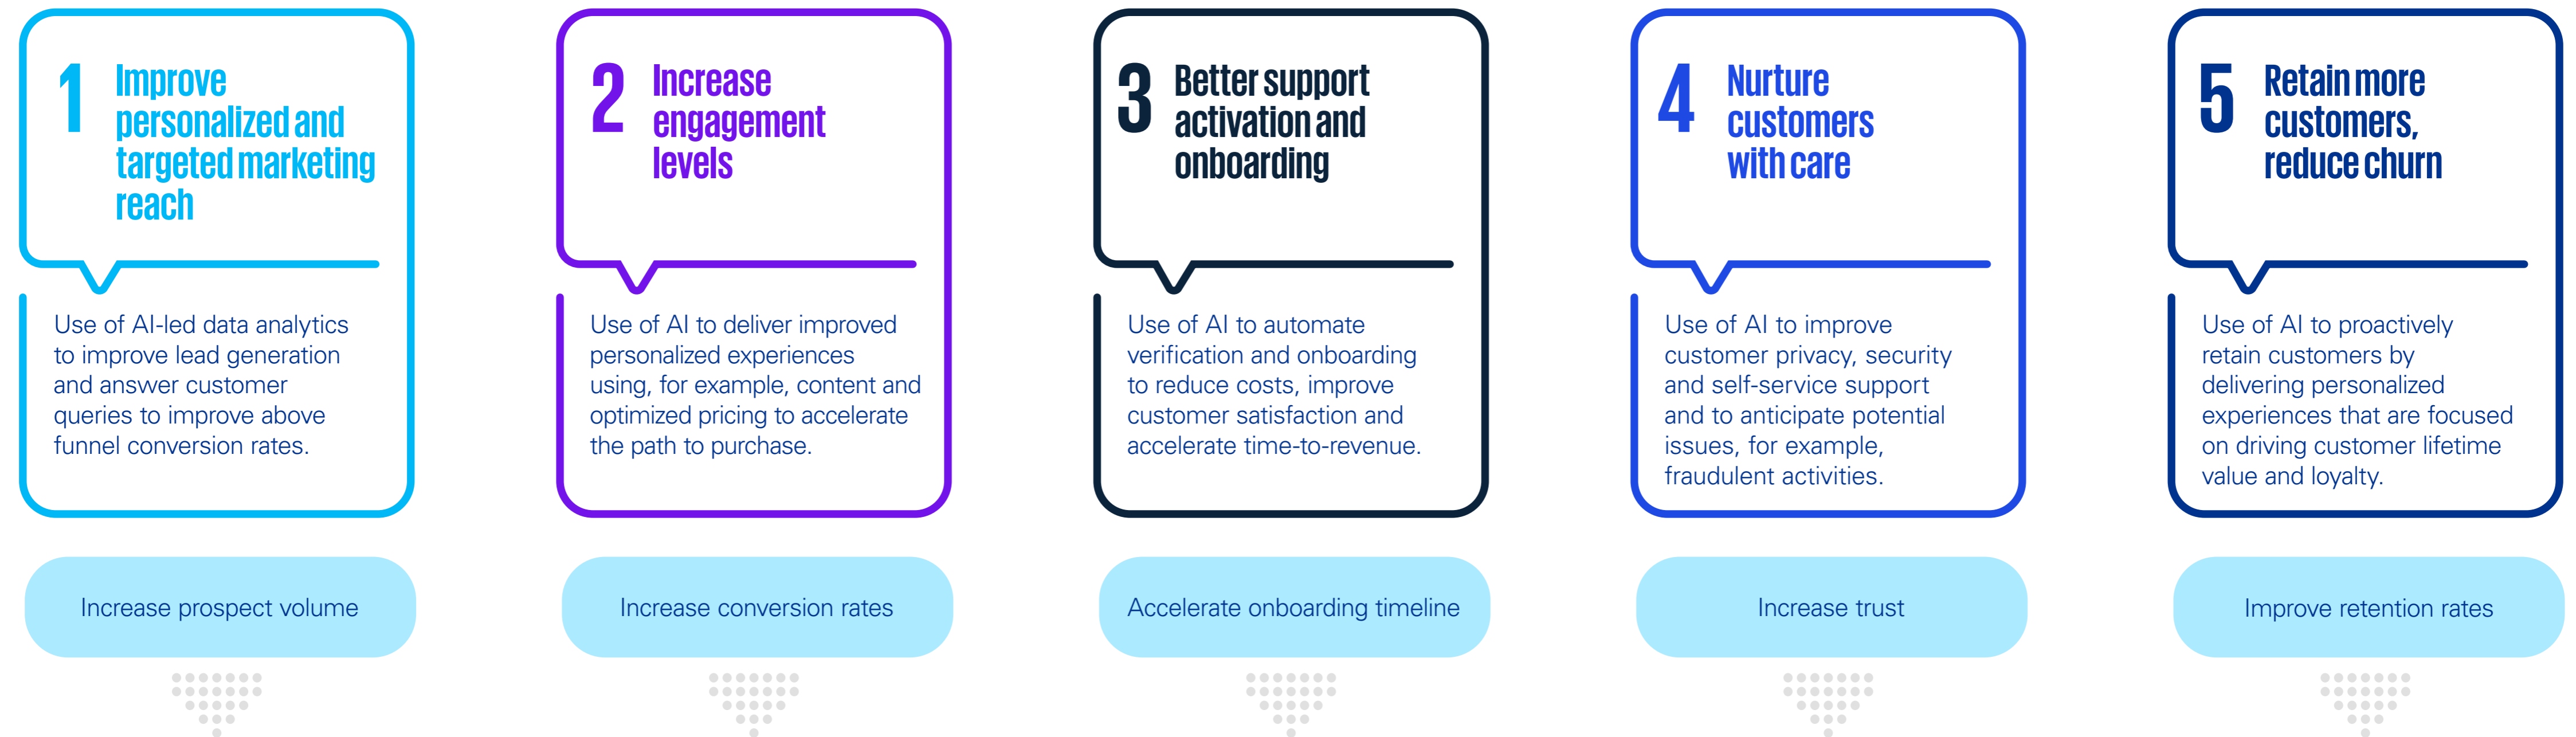 1
Improve
personalized and
targeted marketing
reach
Use of AI-led data analytics
to improve lead generation
and answer customer
queries to improve above
funnel conversion rates.
Increase prospect volume
2
Increase
engagement
levels
Use of AI to deliver improved
personalized experiences
using, for example, content and
optimized pricing to accelerate
the path to purchase.
Increase conversion rates
3
Better support
activation and
onboarding
Use of AI to automate
verification and onboarding
to reduce costs, improve
customer satisfaction and
accelerate time-to-revenue.
Accelerate onboarding timeline
4
Nurture
customers
with care
Use of AI to improve
customer privacy, security
and self-service support
and to anticipate potential
issues, for example,
fraudulent activities.
Increase trust
5
Retain more
customers,
reduce churn
Use of AI to proactively
retain customers by
delivering personalized
experiences that are focused
on driving customer lifetime
value and loyalty.
Improve retention rates